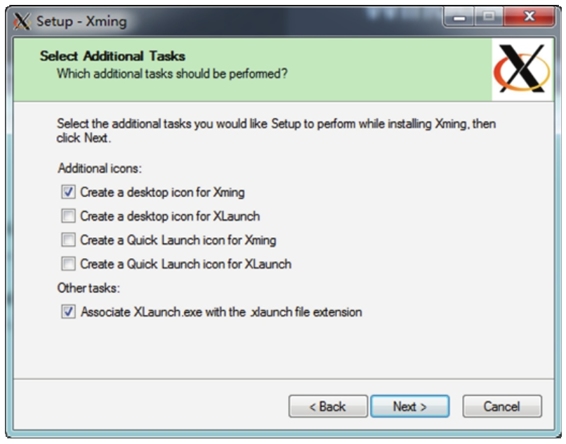 Setup - Xming
Select Additional Tasks
Which additional tasks should be performed?
Select the additional tasks you would like Setup to perform while installing Xming, then
click Next.
Additional icons:
Create a desktop icon for Xming
Create a desktop icon for XLaunch
Create a Quick Launch icon for Xming
Create a Quick Launch icon for XLaunch
Other tasks:
Associate XLaunch.exe with the .xlaunch file extension
< Back Next > Cancel